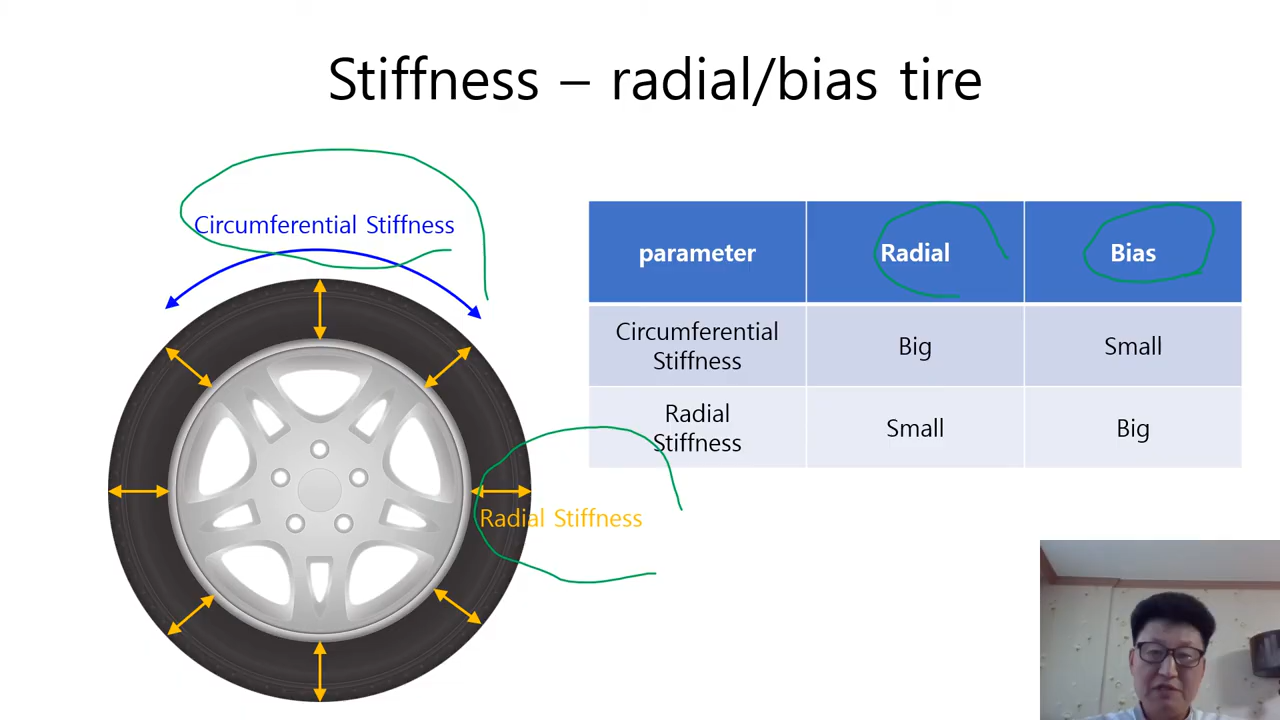 Stiffness – radial/bias tire
Circumferential Stiffness
Radial Stiffness
parameter
Radial
Bias
Circumferential
Stiffness
Big
Small
Radial
Stiffness
Small
Big